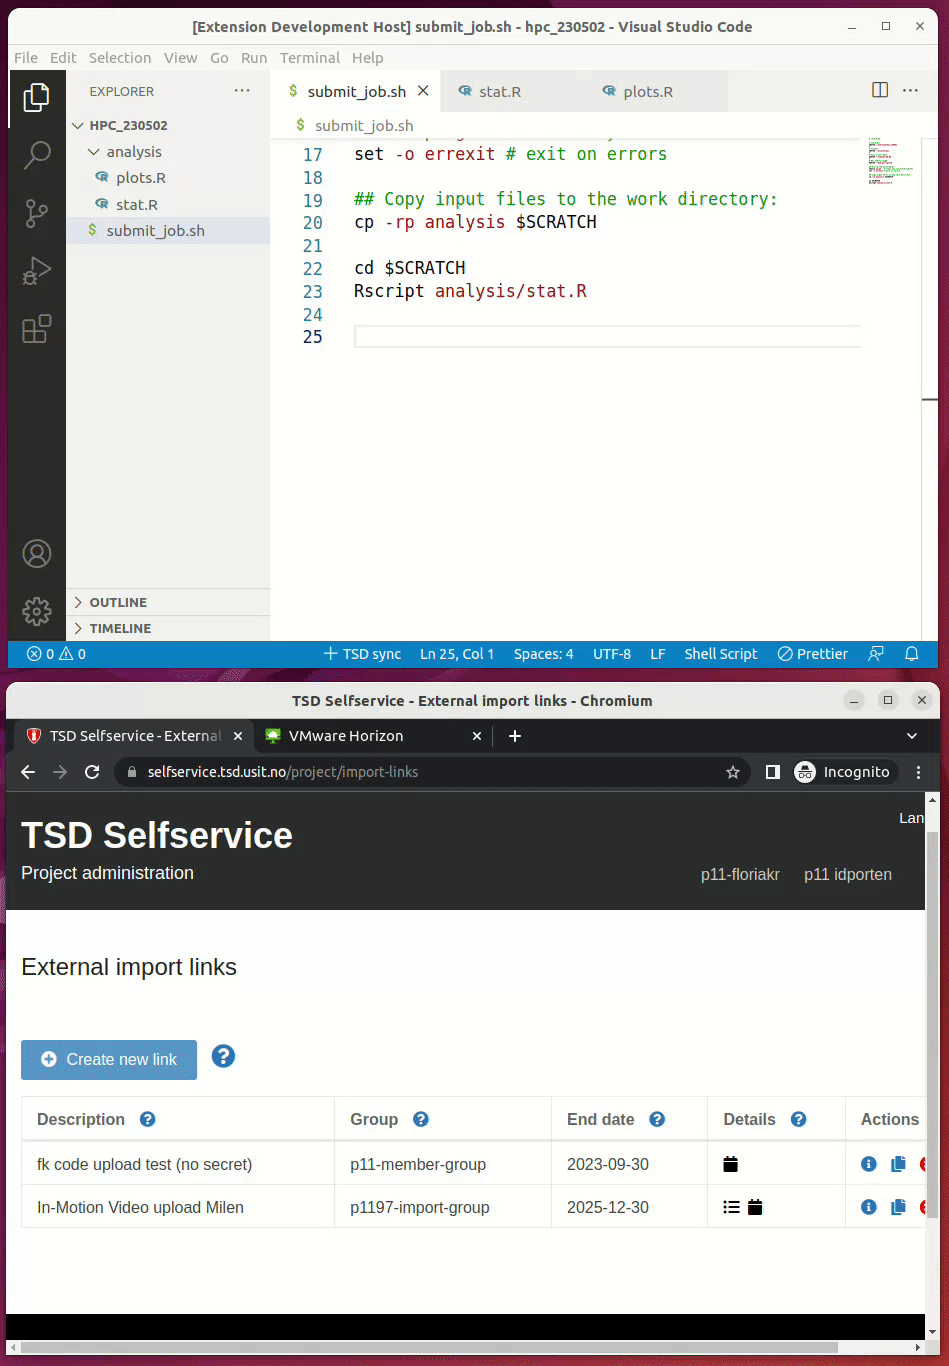 [Extension Development Host] submit_job.sh - hpc_230502 - Visual Studio Code
File Edit Selection View Go Run Terminal Help
EXPLORER
submit_job.sh stat.R plots.R
HPC_230502
analysis
plots.R
stat.R
submit_job.sh
submit_job.sh
17 set -o errexit # exit on errors
18
19 ## Copy input files to the work directory:
20 cp -rp analysis $SCRATCH
21
22 cd $SCRATCH
23 Rscript analysis/stat.R
24
25
OUTLINE
TIMELINE
0 0 TSD sync Ln 25, Col 1 Spaces: 4 UTF-8 LF Shell Script Prettier
TSD Selfservice - External import links - Chromium
TSD Selfservice - External VMware Horizon
selfservice.tsd.usit.no/project/import-links Incognito
Lan
TSD Selfservice
Project administration
p11-floriakr p11 idporten
External import links
Create new link
Description Group End date Details Actions
fk code upload test (no secret) p11-member-group 2023-09-30
In-Motion Video upload Milen p1197-import-group 2025-12-30